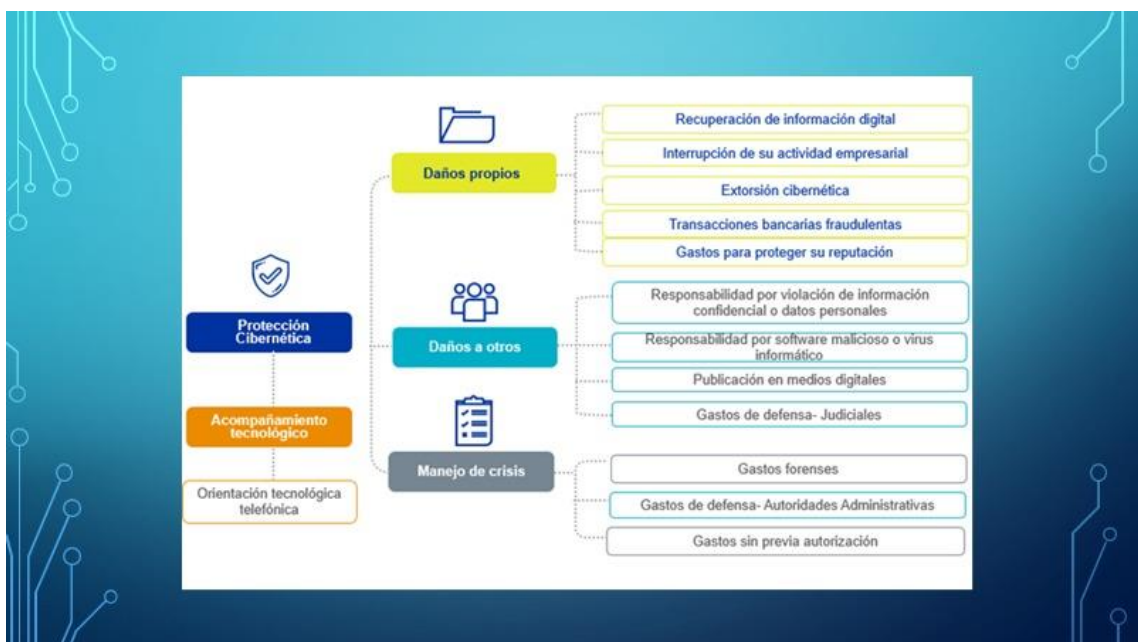 Protección
Cibernética
Acompañamiento
tecnológico
Orientación tecnológica
telefónica
Daños propios
Recuperación de información digital
Interrupción de su actividad empresarial
Extorsión cibernética
Transacciones bancarias fraudulentas
Gastos para proteger su reputación
Daños a otros
Responsabilidad por violación de información
confidencial o datos personales
Responsabilidad por software malicioso o virus
informático
Publicación en medios digitales
Gastos de defensa- Judiciales
Manejo de crisis
Gastos forenses
Gastos de defensa- Autoridades Administrativas
Gastos sin previa autorización